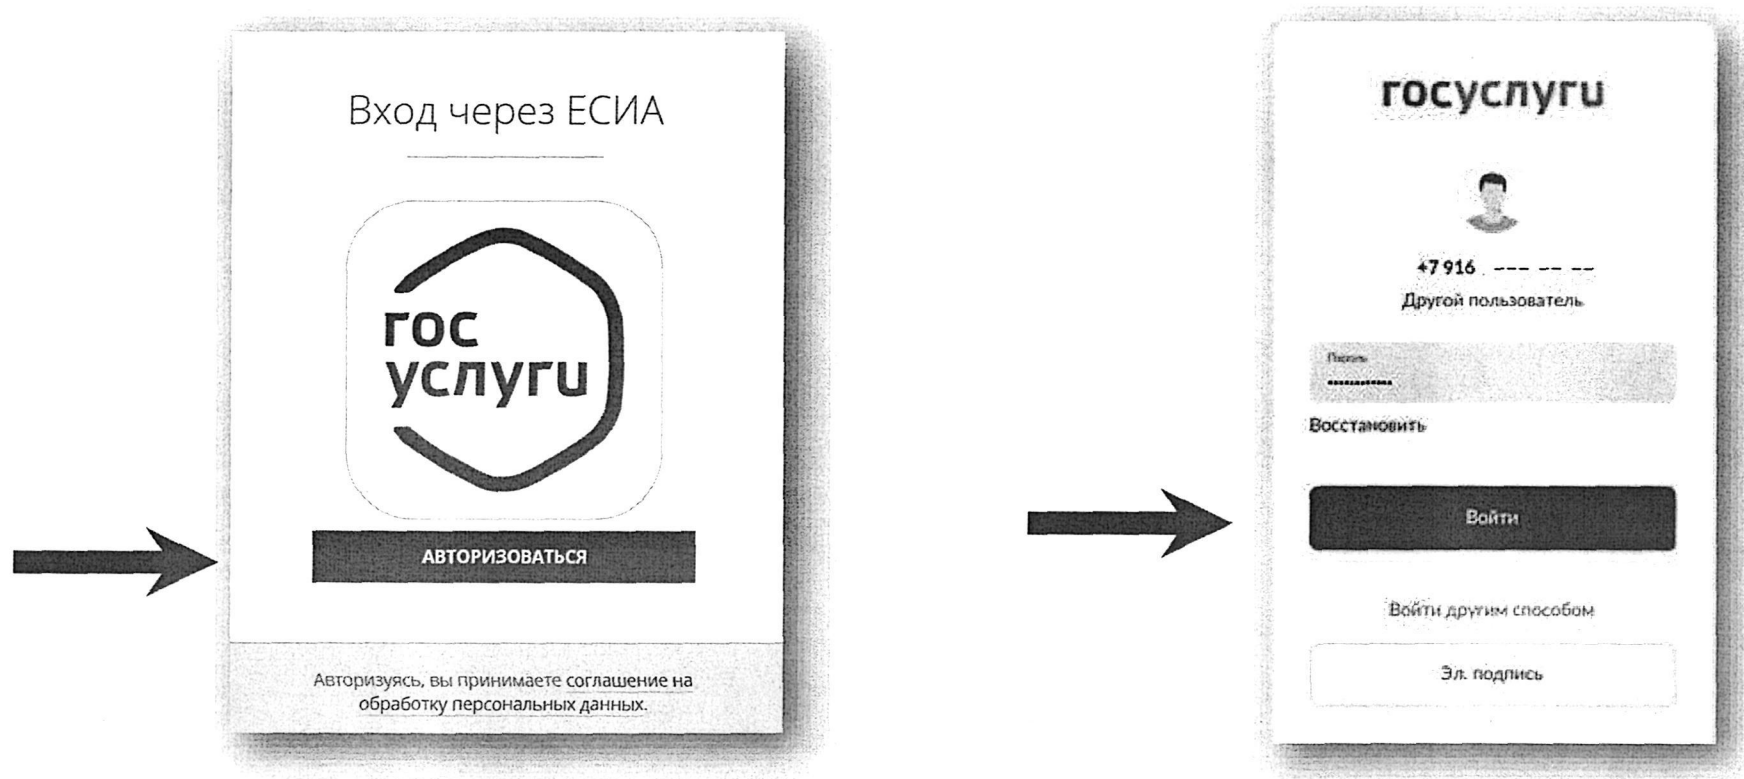 Вход через ЕСИА
гос
услуги
АВТОРИЗОВАТЬСЯ
Авторизуясь, вы принимаете соглашение на
обработку персональных данных.
госуслуги
+7 916 --- -- --
Другой пользователь
Пароль
Восстановить
Войти
Войти другим способом
Эл. подпись